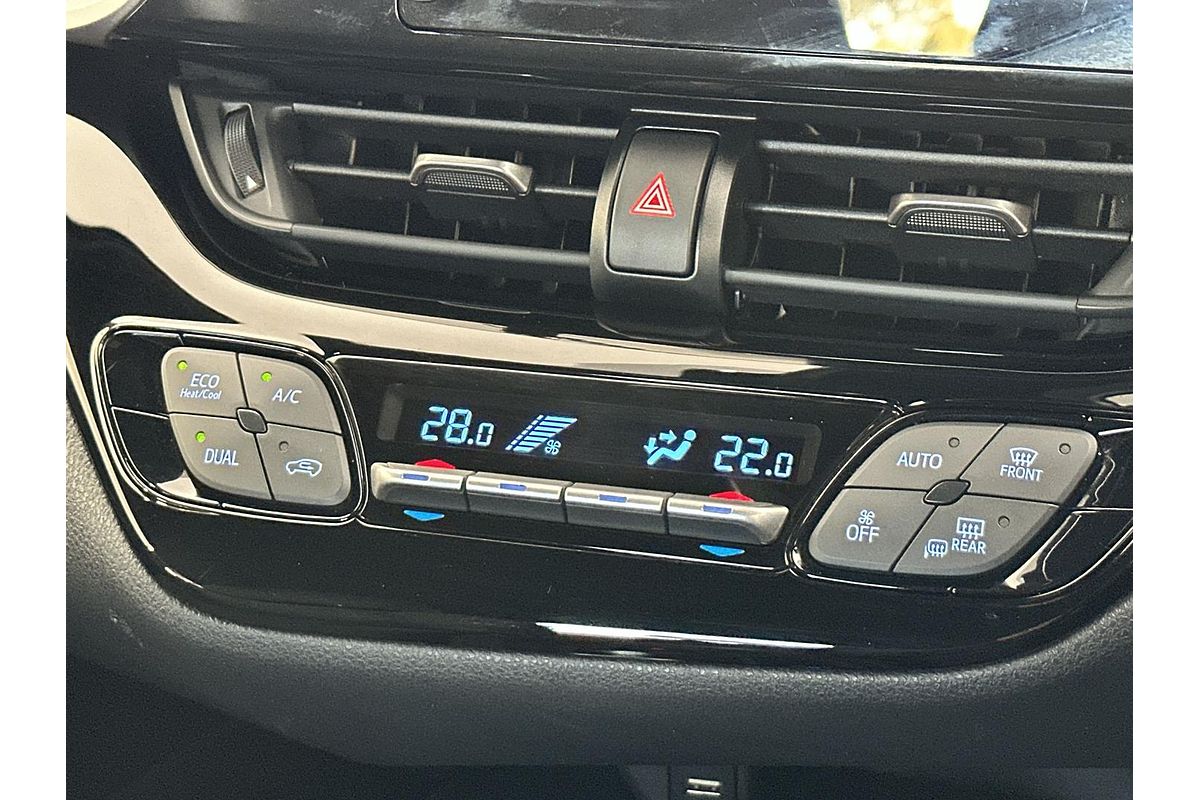 ECO
Heat/Cool
A/C
DUAL
28.0
22.0
AUTO
FRONT
OFF
REAR